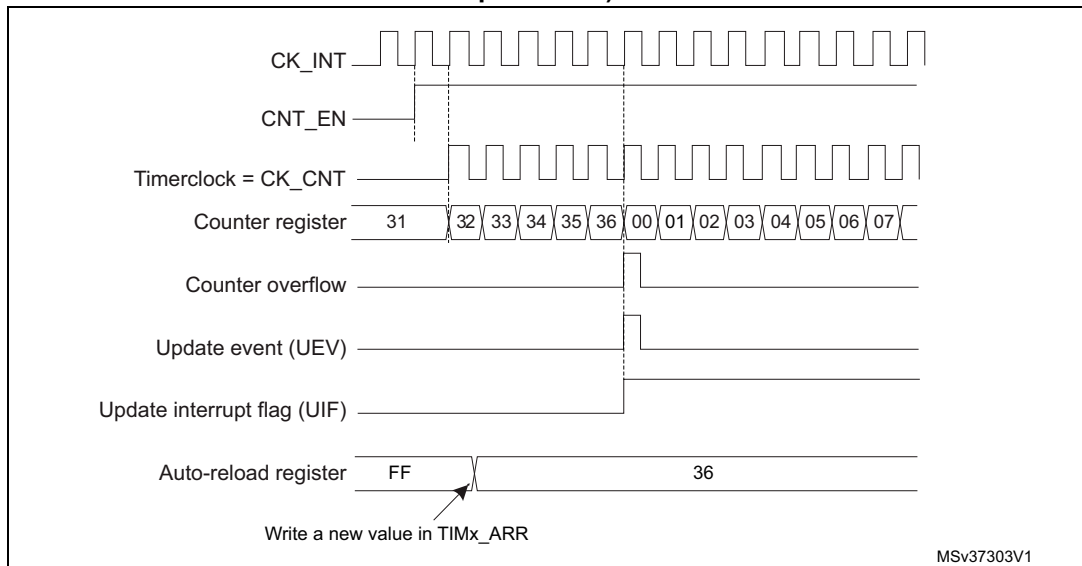 CK_INT
CNT_EN
Timerclock = CK_CNT
Counter register 31 32 33 34 35 36 00 01 02 03 04 05 06 07
Counter overflow
Update event (UEV)
Update interrupt flag (UIF)
Auto-reload register FF 36
Write a new value in TIMx_ARR
MSv37303V1